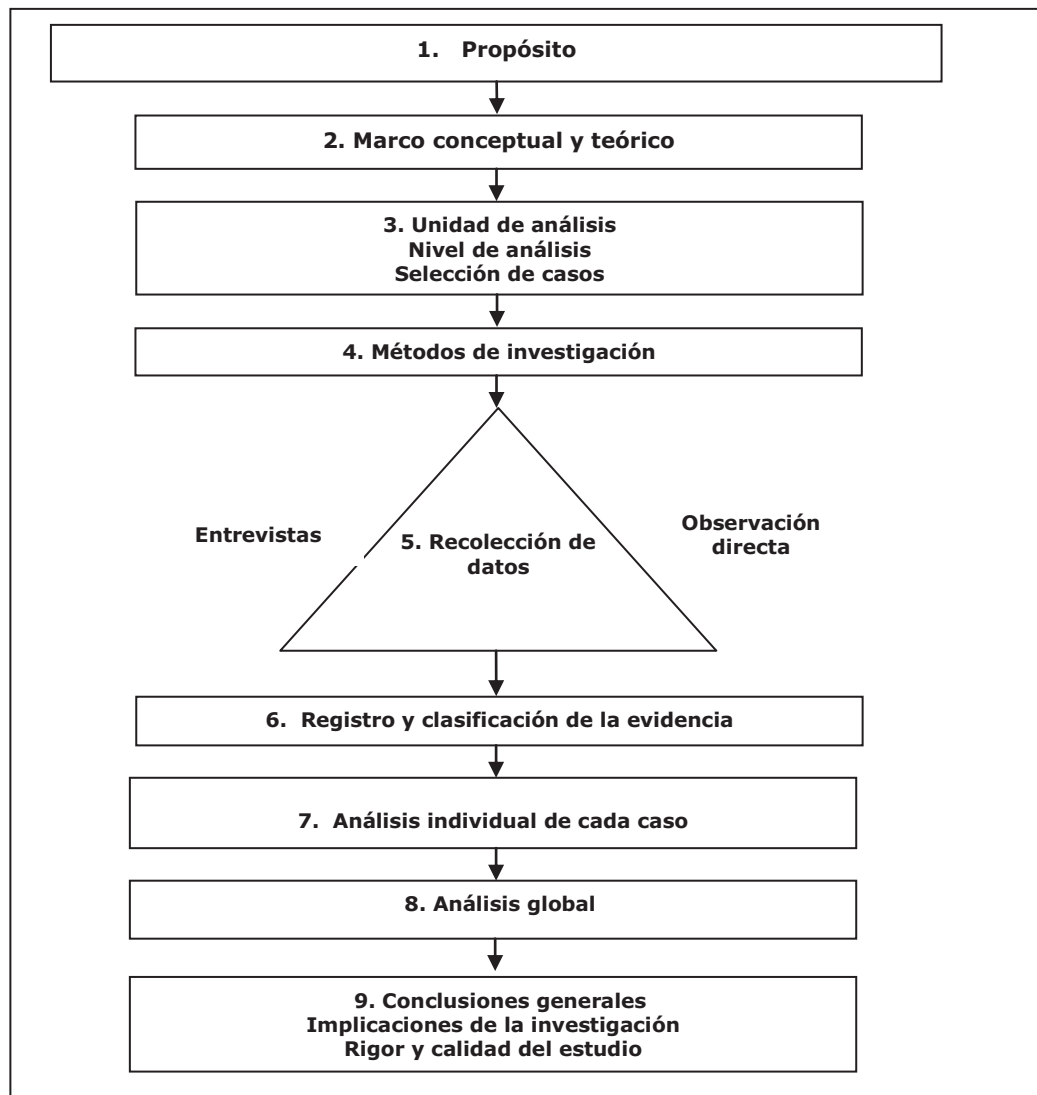 1. Propósito
2. Marco conceptual y teórico
3. Unidad de análisis
Nivel de análisis
Selección de casos
4. Métodos de investigación
Entrevistas
5. Recolección de
datos
Observación
directa
6. Registro y clasificación de la evidencia
7. Análisis individual de cada caso
8. Análisis global
9. Conclusiones generales
Implicaciones de la investigación
Rigor y calidad del estudio